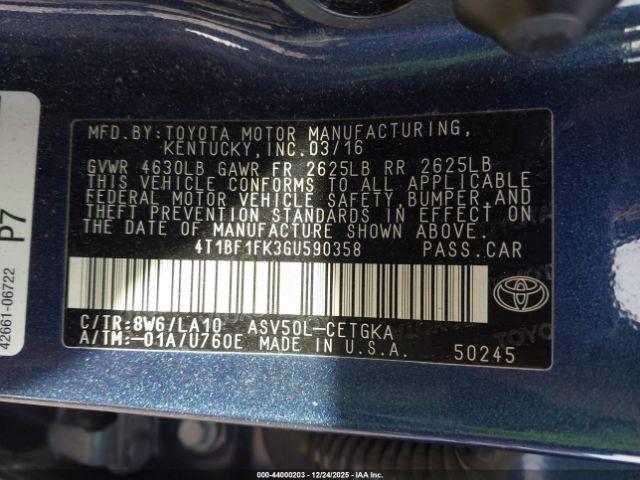 MFD.BY:TOYOTA MOTOR MANUFACTURING,
KENTUCKY, INC. 03/16
GVWR 4630LB GAWR FR 2625LB RR 2625LB
THIS VEHICLE CONFORMS TO ALL APPLICABLE
FEDERAL MOTOR VEHICLE SAFETY, BUMPER, AND
THEFT PREVENTION STANDARDS IN EFFECT ON
THE DATE OF MANUFACTURE SHOWN ABOVE.
4T1BF1FK3GU590358 PASS.CAR
C/TR:8W6/LA10 ASV50L-CETGKA
A/TM:-01A/U760E MADE IN U.S.A. 50245
TOYOTA
42661-06722
P7
000-44000203 - 12/24/2025 - © IAA, Inc.